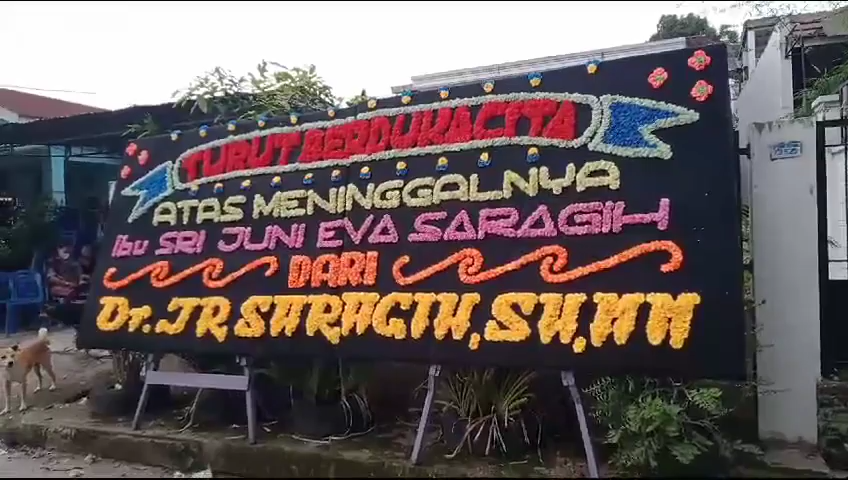 TURUT BERDUKACITA
ATAS MENINGGALNYA
Ibu SRI JUNI EVA SARAGIH
DARI
Dr. JR SARAGIH, SH.MM